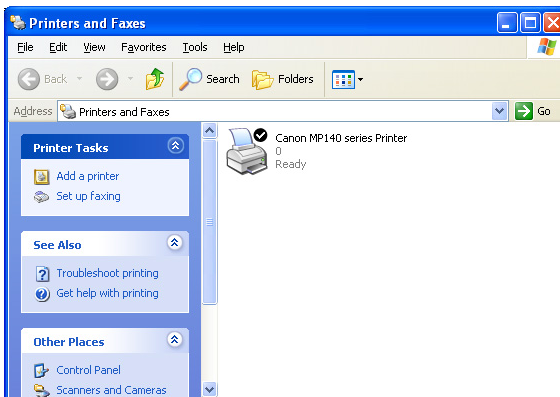 Printers and Faxes
File Edit View Favorites Tools Help
Back Search Folders
Address Printers and Faxes Go
Printer Tasks
Add a printer
Set up faxing
See Also
Troubleshoot printing
Get help with printing
Other Places
Control Panel
Scanners and Cameras
Canon MP140 series Printer
0
Ready